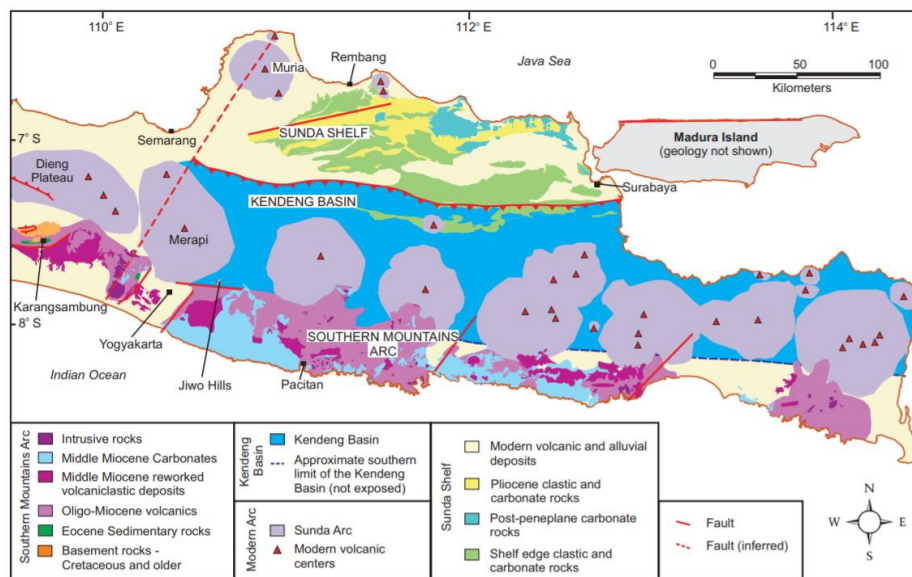 110° E
112° E
114° E
Rembang
Java Sea
Muria
0
50
100
Kilometers
Semarang
SUNDA SHELF
7° S
Madura Island
(geology not shown)
Dieng
Plateau
Surabaya
KENDENG BASIN
Merapi
Karangsambung
8° S
Yogyakarta
SOUTHERN MOUNTAINS
ARC
Indian Ocean
Jiwo Hills
Pacitan
Southern Mountains Arc
Intrusive rocks
Middle Miocene Carbonates
Middle Miocene reworked
volcaniclastic deposits
Oligo-Miocene volcanics
Eocene Sedimentary rocks
Basement rocks -
Cretaceous and older
Kendeng
Basin
Kendeng Basin
Approximate southern
limit of the Kendeng
Basin (not exposed)
Modern Arc
Sunda Arc
Modern volcanic
centers
Sunda Shelf
Modern volcanic and alluvial
deposits
Pliocene clastic and
carbonate rocks
Post-peneplane carbonate
rocks
Shelf edge clastic and
carbonate rocks
Fault
Fault (inferred)
N
W
E
S